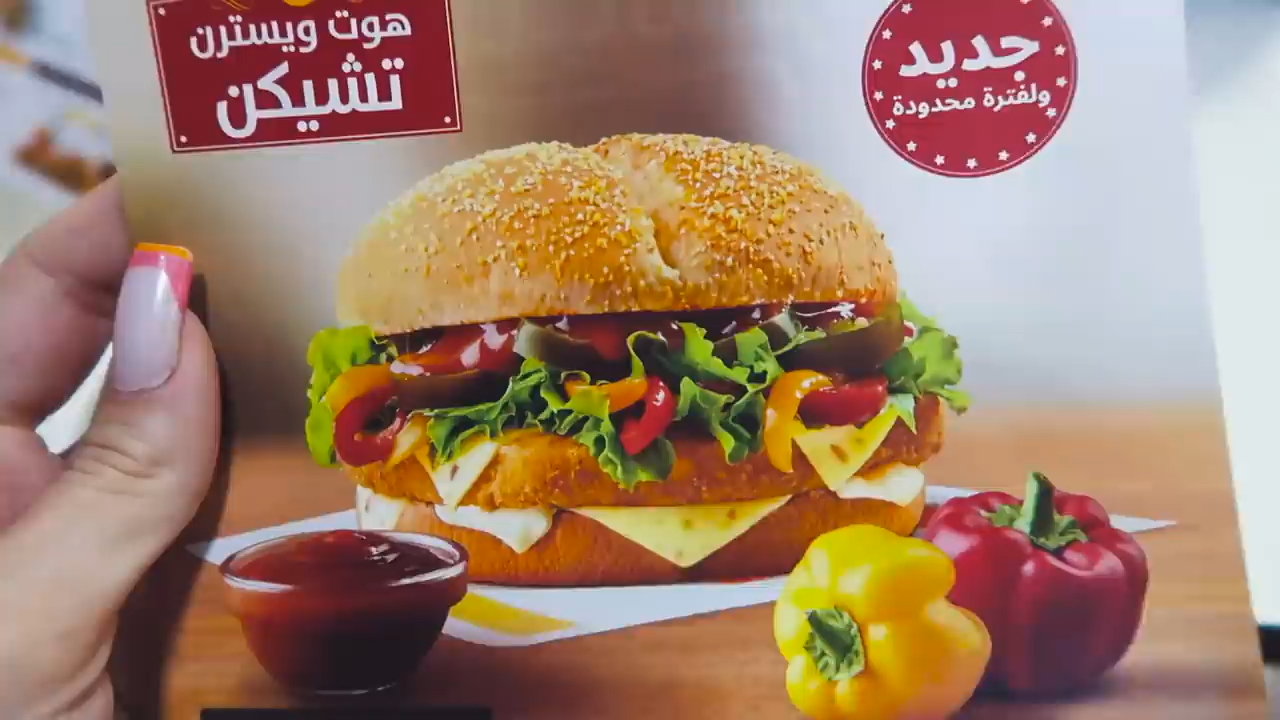 هوت ويسترن
تشيكن
جديد
ولفترة محدودة